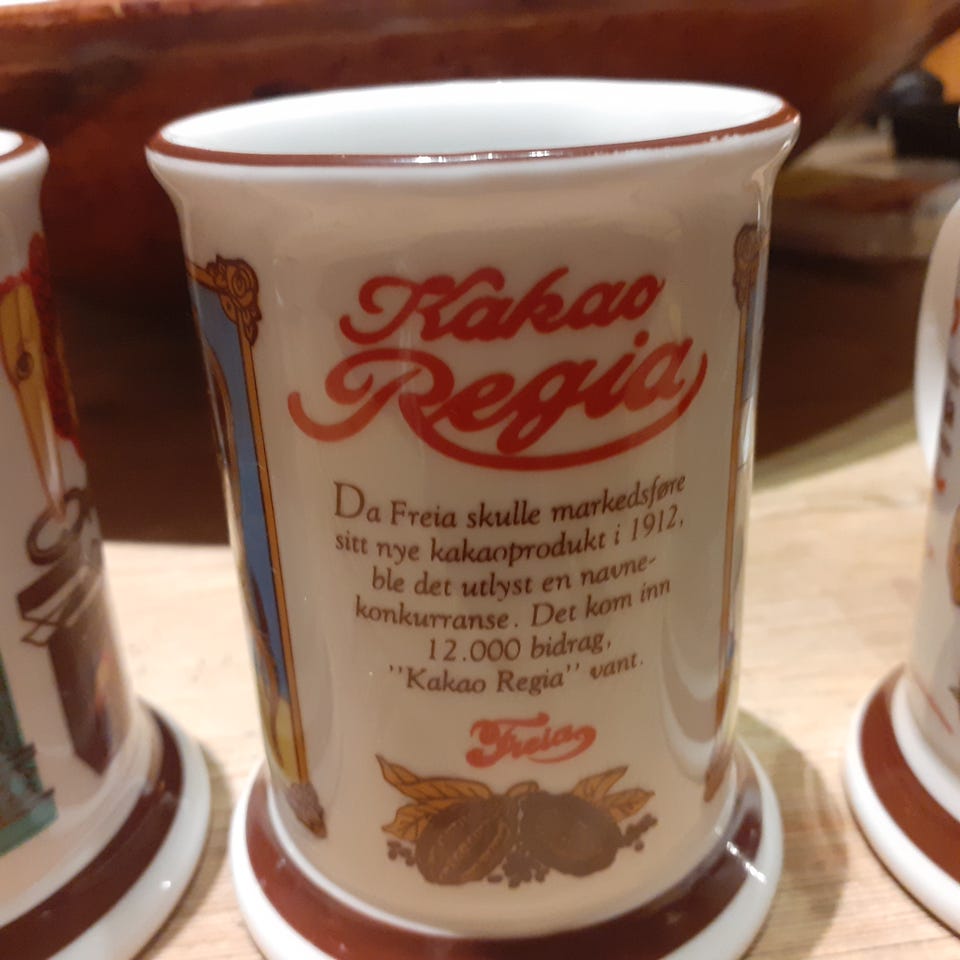 Kakao
Regia
Da Freia skulle markedsføre
sitt nye kakaoprodukt i 1912,
ble det utlyst en navne-
konkurranse. Det kom inn
12.000 bidrag,
"Kakao Regia" vant.
Freia